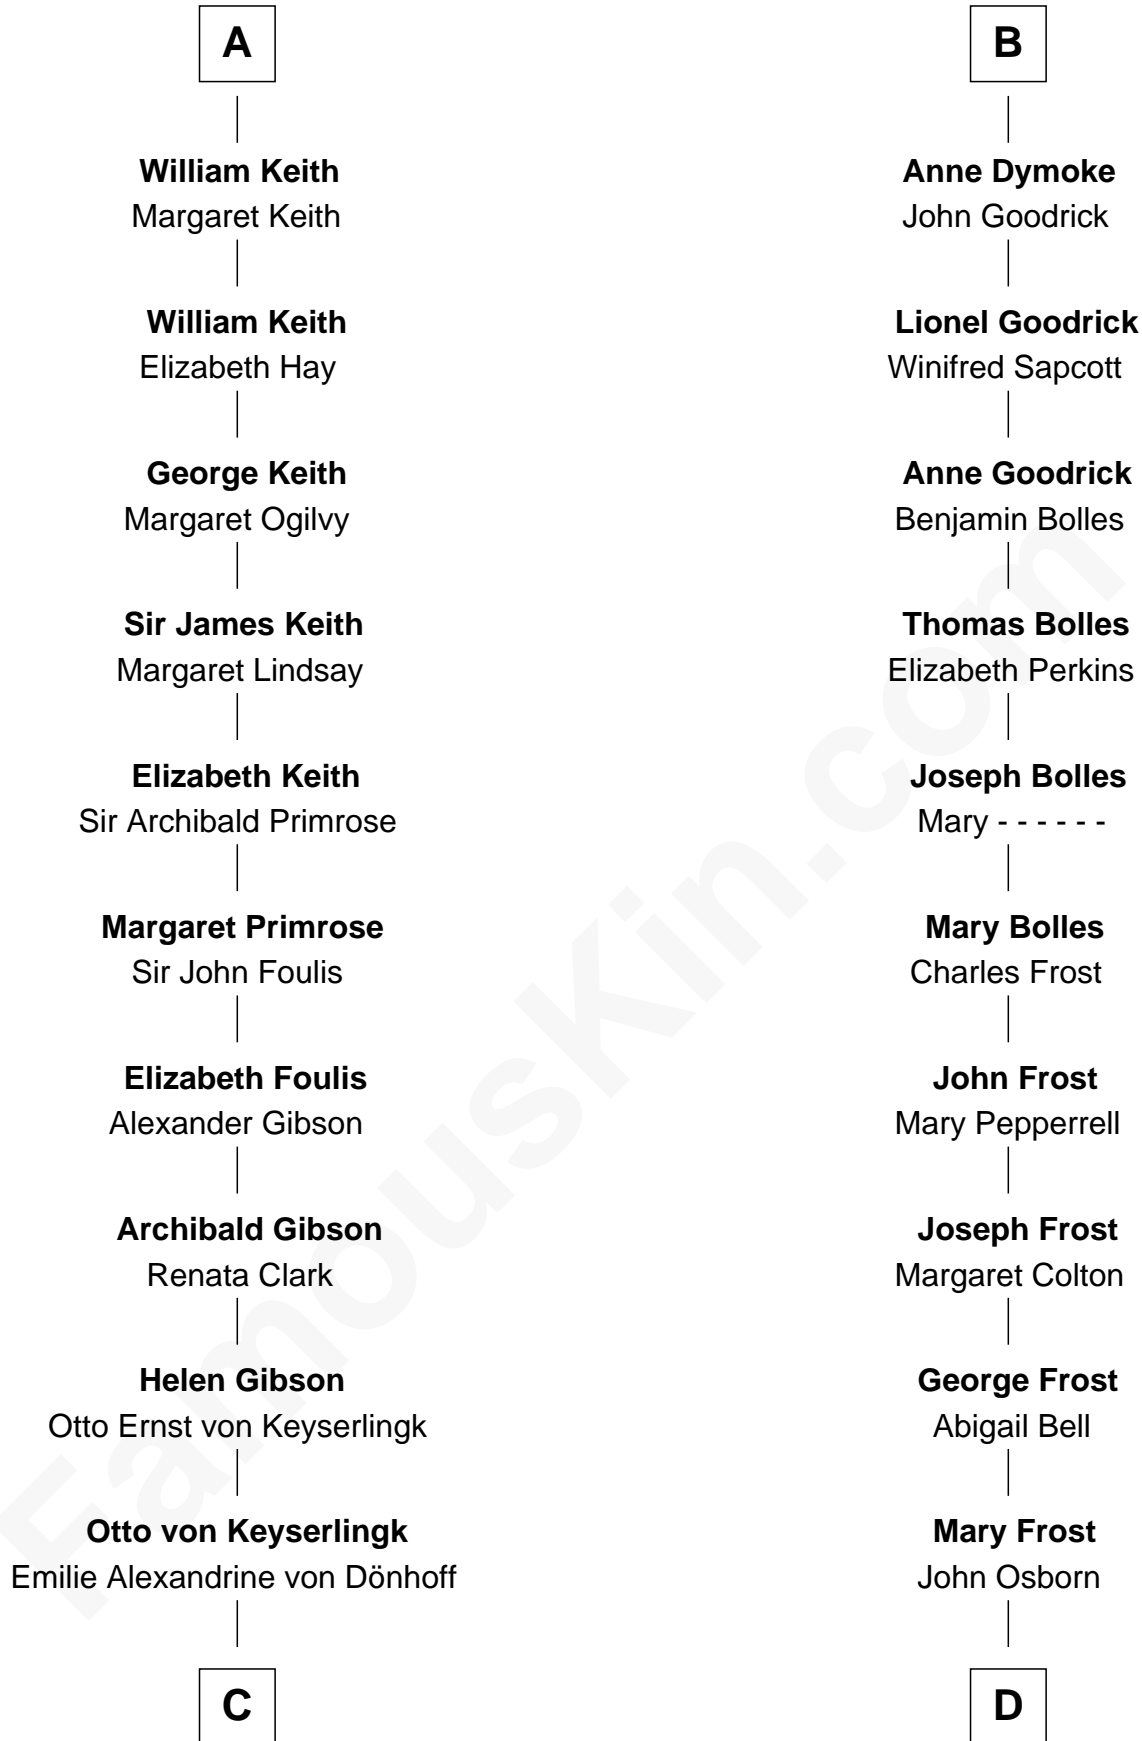 A
William Keith
Margaret Keith
William Keith
Elizabeth Hay
George Keith
Margaret Ogilvy
Sir James Keith
Margaret Lindsay
Elizabeth Keith
Sir Archibald Primrose
Margaret Primrose
Sir John Foulis
Elizabeth Foulis
Alexander Gibson
Archibald Gibson
Renata Clark
Helen Gibson
Otto Ernst von Keyserlingk
Otto von Keyserlingk
Emilie Alexandrine von Dönhoff
C
B
Anne Dymoke
John Goodrick
Lionel Goodrick
Winifred Sapcott
Anne Goodrick
Benjamin Bolles
Thomas Bolles
Elizabeth Perkins
Joseph Bolles
Mary - - - - - -
Mary Bolles
Charles Frost
John Frost
Mary Pepperrell
Joseph Frost
Margaret Colton
George Frost
Abigail Bell
Mary Frost
John Osborn
D
FamousKin.com